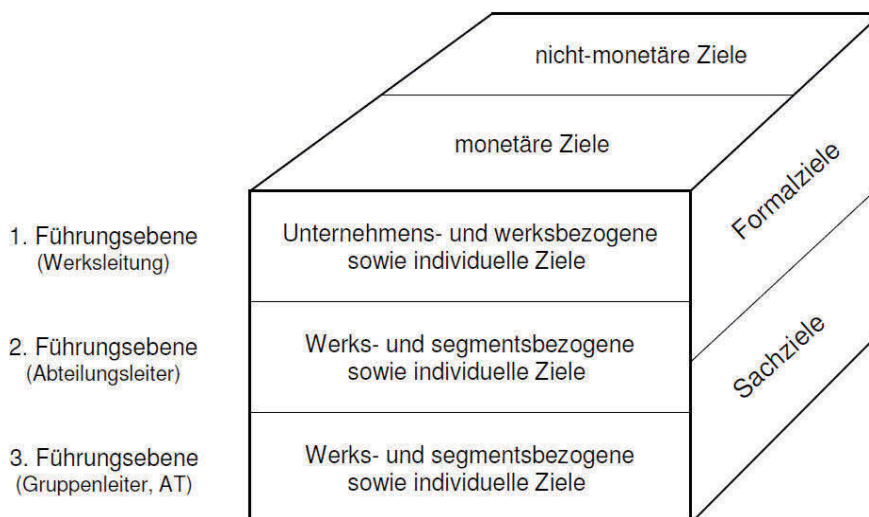 nicht-monetäre Ziele
monetäre Ziele
Formalziele
Sachziele
1. Führungsebene
(Werksleitung)
Unternehmens- und werksbezogene
sowie individuelle Ziele
2. Führungsebene
(Abteilungsleiter)
Werks- und segmentsbezogene
sowie individuelle Ziele
3. Führungsebene
(Gruppenleiter, AT)
Werks- und segmentsbezogene
sowie individuelle Ziele